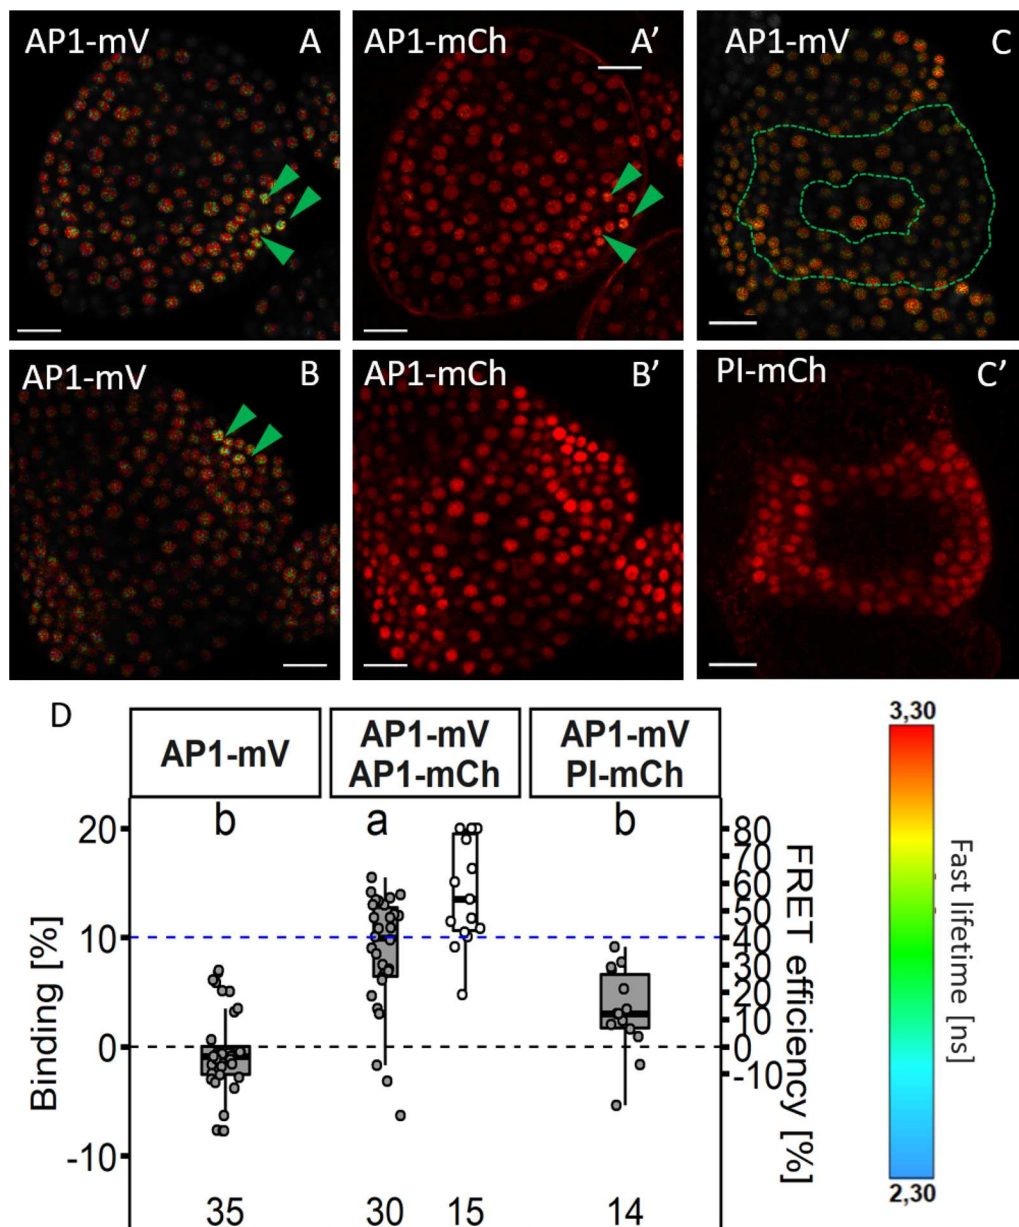 AP1-mV A
AP1-mCh A’
AP1-mV C
AP1-mV B
AP1-mCh B’
PI-mCh C’
D
AP1-mV
AP1-mV
AP1-mCh
AP1-mV
PI-mCh
b
a
b
20
10
0
-10
Binding [%]
80
70
60
50
40
30
20
10
0
-10
FRET efficiency [%]
35 30 15 14
3,30
Fast lifetime [ns]
2,30